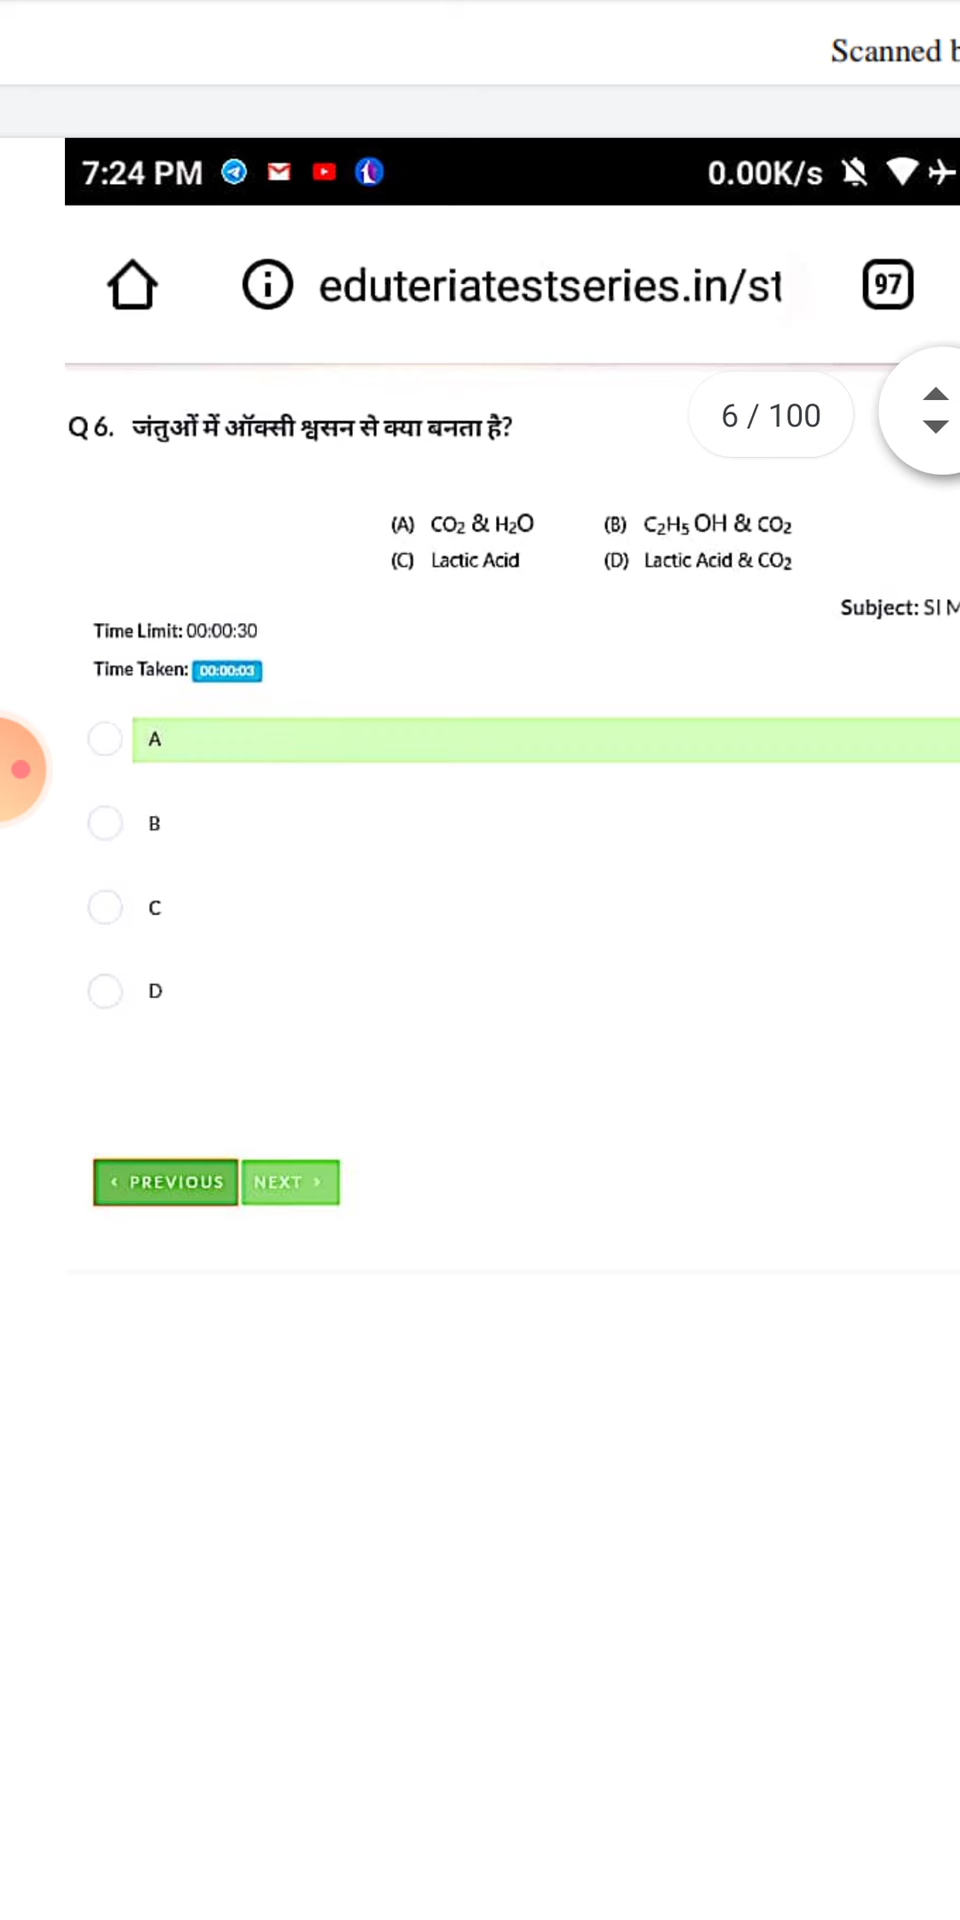 Scanned b
7:24 PM 0.00K/s
eduteriatestseries.in/st 97
Q 6. जंतुओं में ऑक्सी श्वसन से क्या बनता है? 6 / 100
(A) CO2 & H2O (B) C2H5 OH & CO2
(C) Lactic Acid (D) Lactic Acid & CO2
Subject: SI M
Time Limit: 00:00:30
Time Taken: 00:00:03
A
B
C
D
‹ PREVIOUS NEXT ›